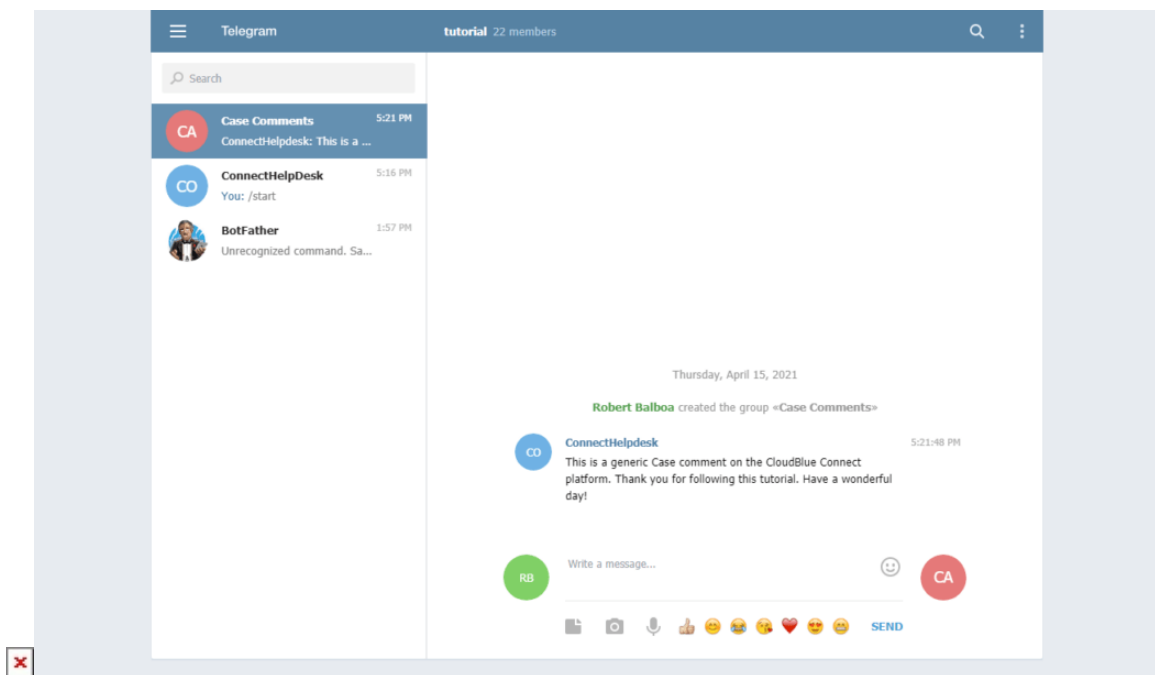 Telegram
tutorial 22 members
Search
CA
Case Comments 5:21 PM
ConnectHelpdesk: This is a ...
CO
ConnectHelpDesk 5:16 PM
You: /start
BotFather 1:57 PM
Unrecognized command. Sa...
Thursday, April 15, 2021
Robert Balboa created the group «Case Comments»
CO
ConnectHelpdesk 5:21:48 PM
This is a generic Case comment on the CloudBlue Connect
platform. Thank you for following this tutorial. Have a wonderful
day!
RB
Write a message...
CA
SEND